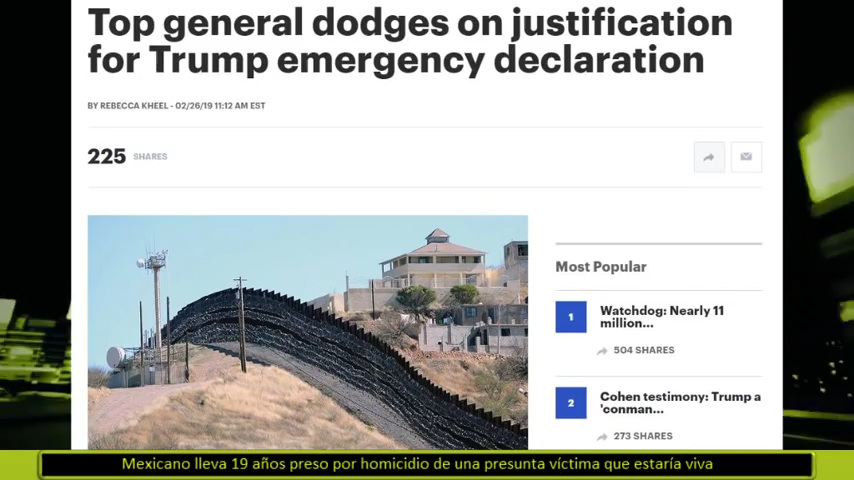 Top general dodges on justification
for Trump emergency declaration
BY REBECCA KHEEL - 02/26/19 11:12 AM EST
225 SHARES
Most Popular
1 Watchdog: Nearly 11
million...
504 SHARES
2 Cohen testimony: Trump a
'conman...
273 SHARES
Mexicano lleva 19 años preso por homicidio de una presunta víctima que estaría viva